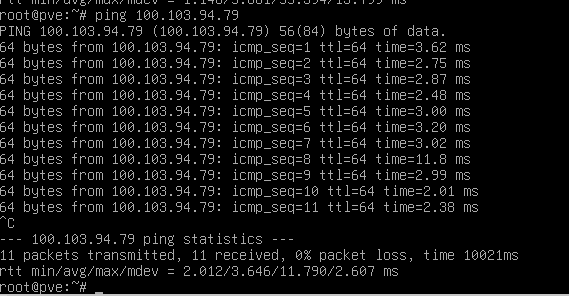 rtt min/avg/max/mdev =
root@pve:~# ping 100.103.94.79
PING 100.103.94.79 (100.103.94.79) 56(84) bytes of data.
64 bytes from 100.103.94.79: icmp_seq=1 ttl=64 time=3.62 ms
64 bytes from 100.103.94.79: icmp_seq=2 ttl=64 time=2.75 ms
64 bytes from 100.103.94.79: icmp_seq=3 ttl=64 time=2.87 ms
64 bytes from 100.103.94.79: icmp_seq=4 ttl=64 time=2.48 ms
64 bytes from 100.103.94.79: icmp_seq=5 ttl=64 time=3.00 ms
64 bytes from 100.103.94.79: icmp_seq=6 ttl=64 time=3.20 ms
64 bytes from 100.103.94.79: icmp_seq=7 ttl=64 time=3.02 ms
64 bytes from 100.103.94.79: icmp_seq=8 ttl=64 time=11.8 ms
64 bytes from 100.103.94.79: icmp_seq=9 ttl=64 time=2.99 ms
64 bytes from 100.103.94.79: icmp_seq=10 ttl=64 time=2.01 ms
64 bytes from 100.103.94.79: icmp_seq=11 ttl=64 time=2.38 ms
^C
--- 100.103.94.79 ping statistics ---
11 packets transmitted, 11 received, 0% packet loss, time 10021ms
rtt min/avg/max/mdev = 2.012/3.646/11.790/2.607 ms
root@pve:~# _